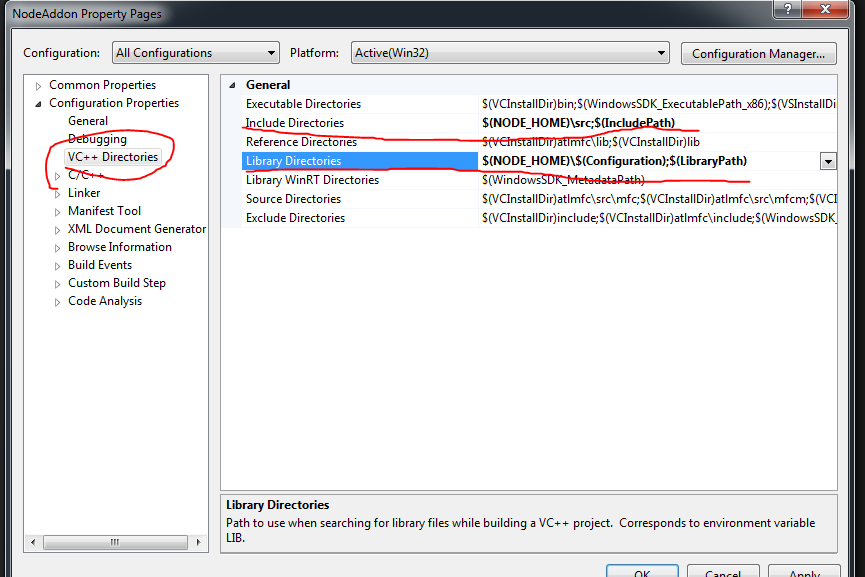 NodeAddon Property Pages
Configuration: All Configurations Platform: Active(Win32) Configuration Manager...
Common Properties
Configuration Properties
General
Debugging
VC++ Directories
C/C++
Linker
Manifest Tool
XML Document Generator
Browse Information
Build Events
Custom Build Step
Code Analysis
General
Executable Directories $(VCInstallDir)bin;$(WindowsSDK_ExecutablePath_x86);$(VSInstallDi
Include Directories $(NODE_HOME)\src;$(IncludePath)
Reference Directories $(VCInstallDir)atlmfc\lib;$(VCInstallDir)lib
Library Directories $(NODE_HOME)\$(Configuration);$(LibraryPath)
Library WinRT Directories $(WindowsSDK_MetadataPath)
Source Directories $(VCInstallDir)atlmfc\src\mfc;$(VCInstallDir)atlmfc\src\mfcm;$(VCI
Exclude Directories $(VCInstallDir)include;$(VCInstallDir)atlmfc\include;$(WindowsSDK_
Library Directories
Path to use when searching for library files while building a VC++ project. Corresponds to environment variable
LIB.
OK Cancel Apply